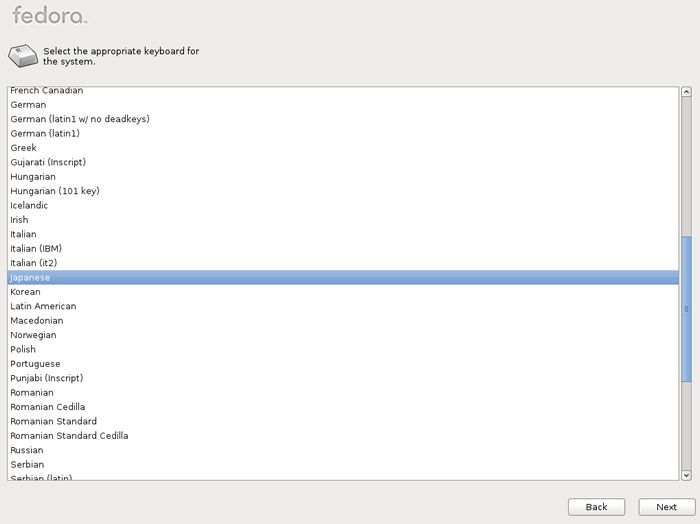 fedora
Select the appropriate keyboard for
the system.
French Canadian
German
German (latin1 w/ no deadkeys)
German (latin1)
Greek
Gujarati (Inscript)
Hungarian
Hungarian (101 key)
Icelandic
Irish
Italian
Italian (IBM)
Italian (it2)
Japanese
Korean
Latin American
Macedonian
Norwegian
Polish
Portuguese
Punjabi (Inscript)
Romanian
Romanian Cedilla
Romanian Standard
Romanian Standard Cedilla
Russian
Serbian
Serbian (latin)
Back Next